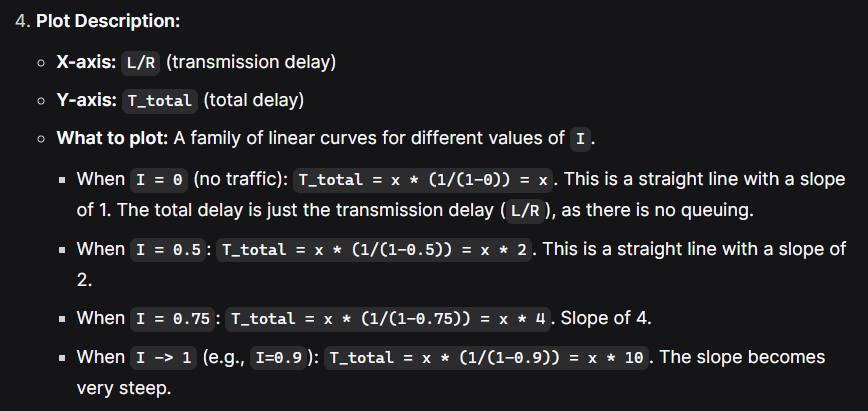 4. Plot Description:
X-axis: L/R (transmission delay)
Y-axis: T_total (total delay)
What to plot: A family of linear curves for different values of I.
When I = 0 (no traffic): T_total = x * (1/(1-0)) = x. This is a straight line with a slope
of 1. The total delay is just the transmission delay (L/R), as there is no queuing.
When I = 0.5: T_total = x * (1/(1-0.5)) = x * 2. This is a straight line with a slope of
2.
When I = 0.75: T_total = x * (1/(1-0.75)) = x * 4. Slope of 4.
When I -> 1 (e.g., I=0.9): T_total = x * (1/(1-0.9)) = x * 10. The slope becomes
very steep.